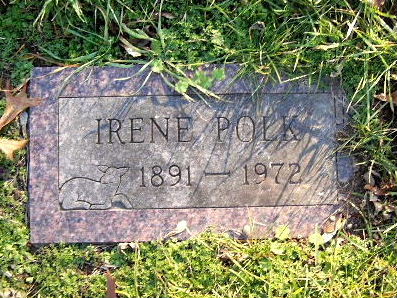 IRENE POLK
1891 — 1972